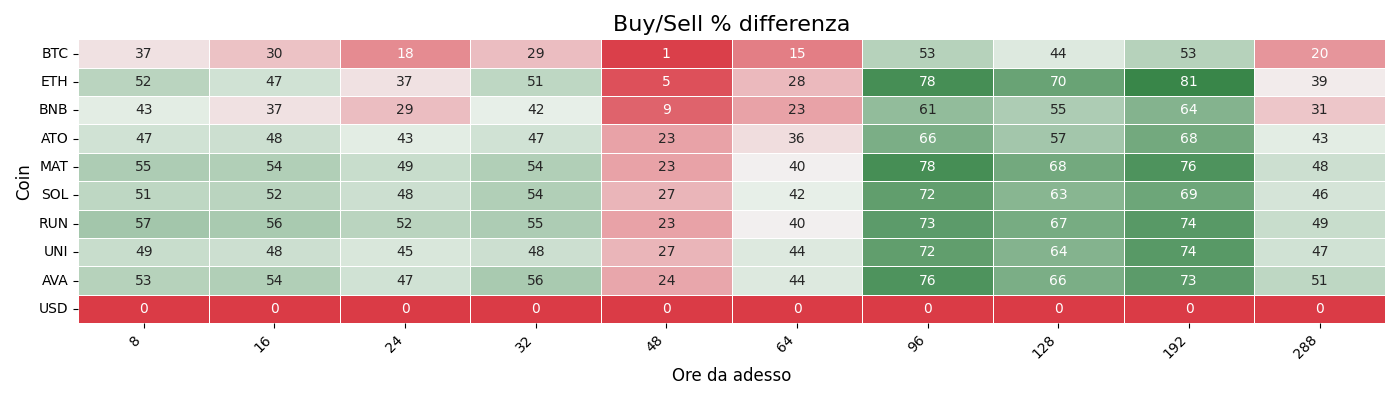 Buy/Sell % differenza
Coin
BTC 37 30 18 29 1 15 53 44 53 20
ETH 52 47 37 51 5 28 78 70 81 39
BNB 43 37 29 42 9 23 61 55 64 31
ATO 47 48 43 47 23 36 66 57 68 43
MAT 55 54 49 54 23 40 78 68 76 48
SOL 51 52 48 54 27 42 72 63 69 46
RUN 57 56 52 55 23 40 73 67 74 49
UNI 49 48 45 48 27 44 72 64 74 47
AVA 53 54 47 56 24 44 76 66 73 51
USD 0 0 0 0 0 0 0 0 0 0
8 16 24 32 48 64 96 128 192 288
Ore da adesso